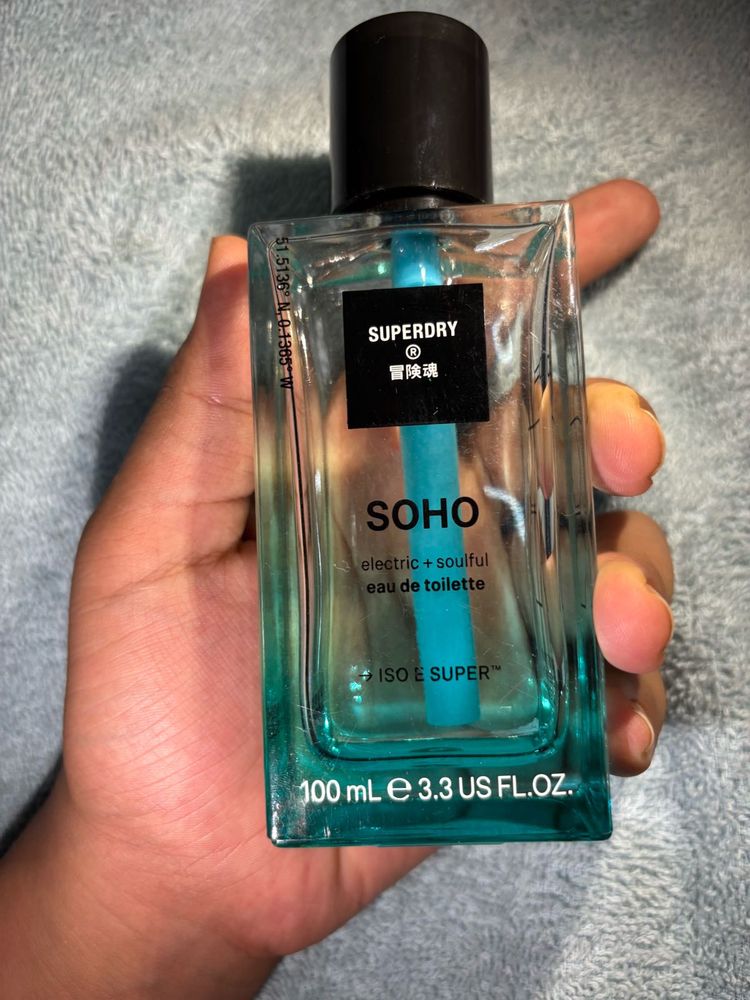 SUPERDRY
®
冒険魂
SOHO
electric + soulful
eau de toilette
→ ISO E SUPER™
100 mL ℮ 3.3 US FL.OZ.
51.5136° N, 0.1365° W